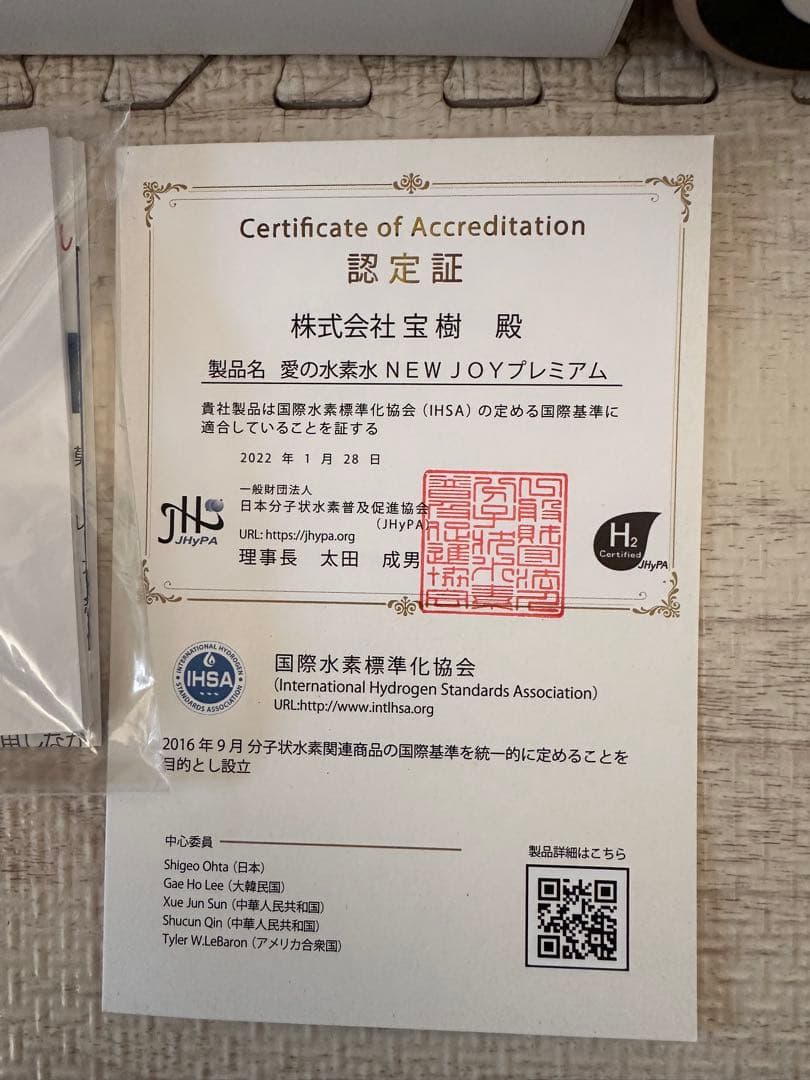 Certificate of Accreditation
認定証
株式会社宝樹 殿
製品名 愛の水素水NEW JOYプレミアム
貴社製品は国際水素標準化協会（IHSA）の定める国際基準に
適合していることを証する
2022 年 1 月 28 日
一般財団法人
日本分子状水素普及促進協会
（JHyPA）
URL: https://jhypa.org
理事長 太田 成男
JHyPA
H2
Certified
JHyPA
INTERNATIONAL HYDROGEN
IHSA
STANDARDS ASSOCIATION
国際水素標準化協会
（International Hydrogen Standards Association）
URL:http://www.intlhsa.org
2016 年 9 月 分子状水素関連商品の国際基準を統一的に定めることを
目的とし設立
中心委員
Shigeo Ohta（日本）
Gae Ho Lee（大韓民国）
Xue Jun Sun（中華人民共和国）
Shucun Qin（中華人民共和国）
Tyler W.LeBaron（アメリカ合衆国）
製品詳細はこちら